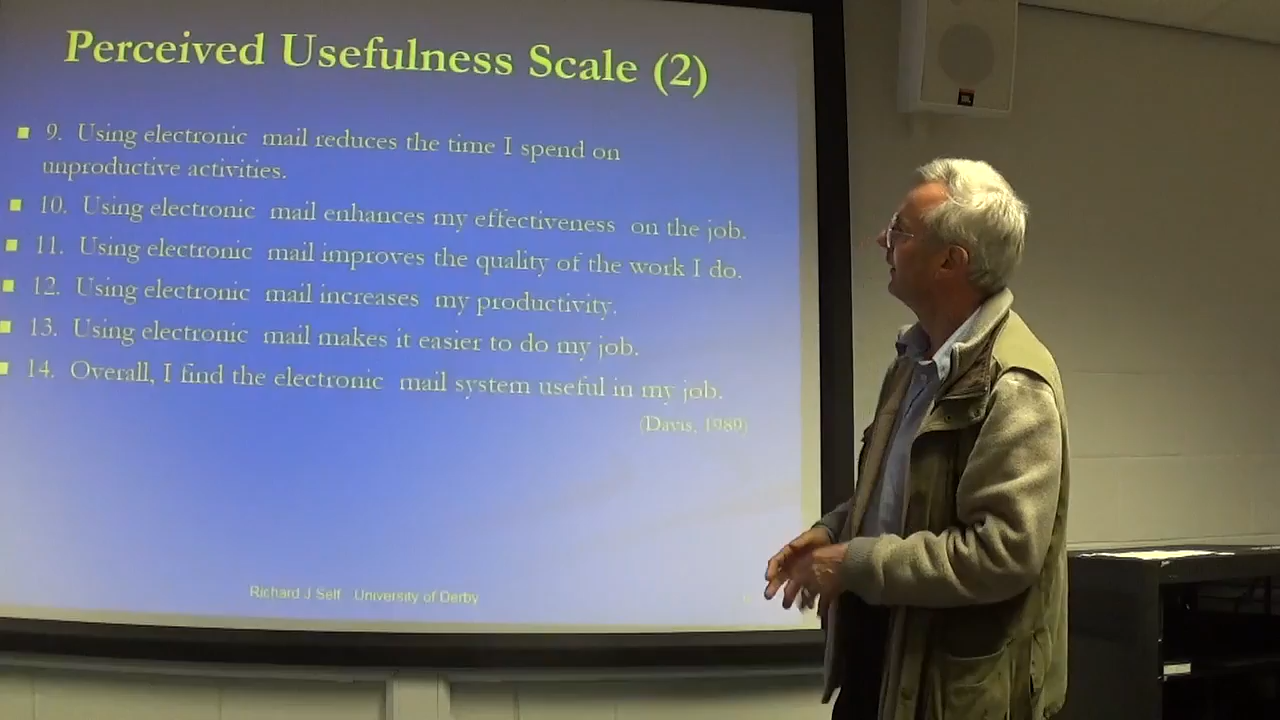 Perceived Usefulness Scale (2)
9. Using electronic mail reduces the time I spend on
unproductive activities.
10. Using electronic mail enhances my effectiveness on the job.
11. Using electronic mail improves the quality of the work I do.
12. Using electronic mail increases my productivity.
13. Using electronic mail makes it easier to do my job.
14. Overall, I find the electronic mail system useful in my job.
(Davis, 1989)
Richard J Self University of Derby
JBL